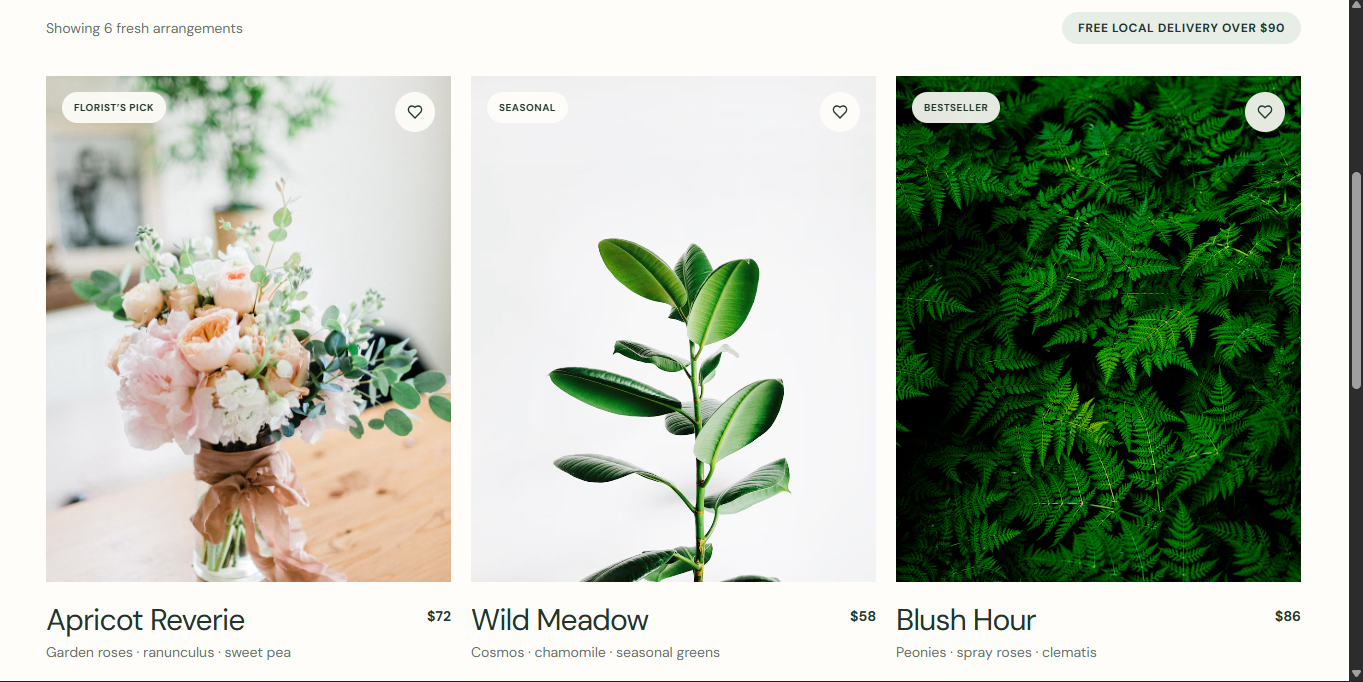 Showing 6 fresh arrangements
FREE LOCAL DELIVERY OVER $90
FLORIST’S PICK
SEASONAL
BESTSELLER
Apricot Reverie
$72
Garden roses · ranunculus · sweet pea
Wild Meadow
$58
Cosmos · chamomile · seasonal greens
Blush Hour
$86
Peonies · spray roses · clematis